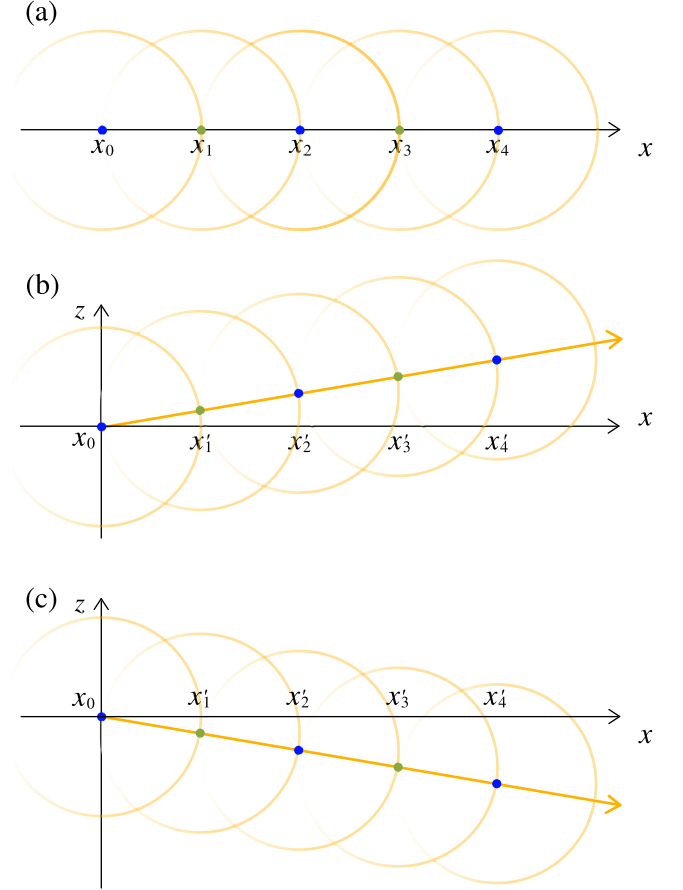 (a)
x₀ x₁ x₂ x₃ x₄ x
(b)
z
x
x₀ x′₁ x′₂ x′₃ x′₄
(c)
z
x₀ x′₁ x′₂ x′₃ x′₄
x